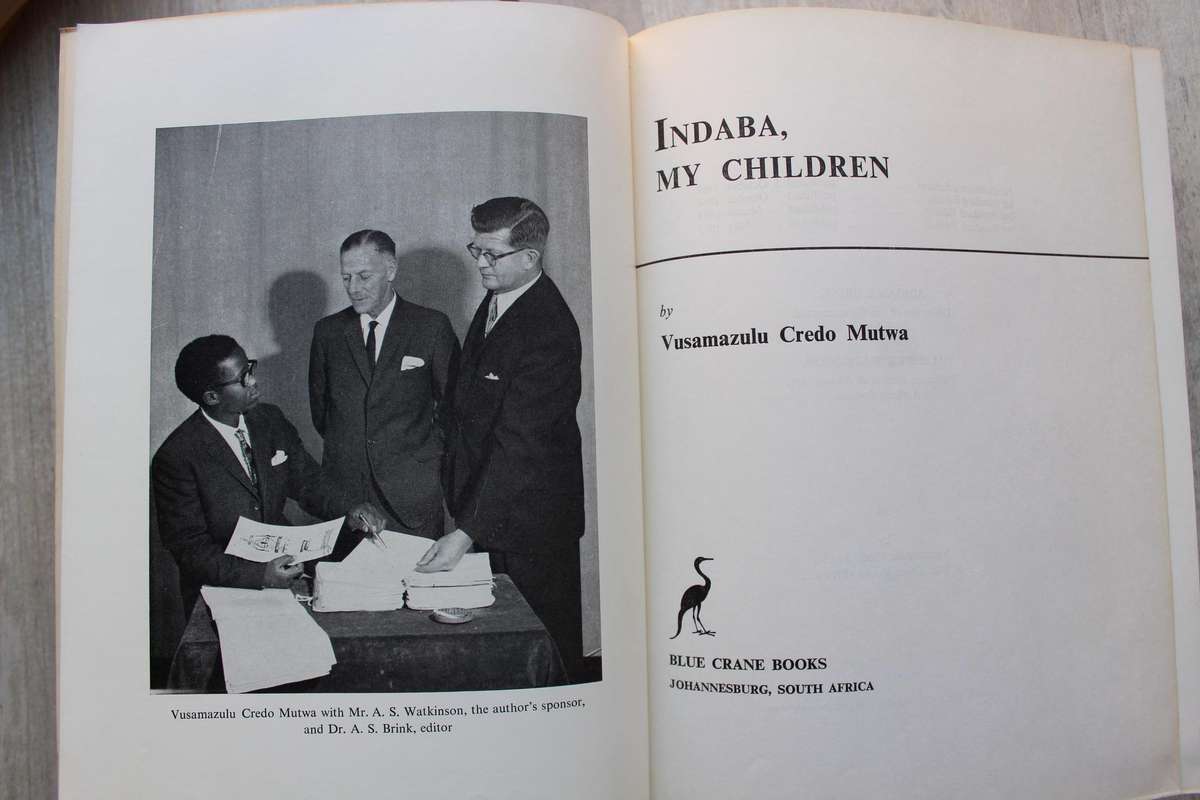 Vusamazulu Credo Mutwa with Mr. A. S. Watkinson, the author's sponsor,
and Dr. A. S. Brink, editor
INDABA,
MY CHILDREN
by
Vusamazulu Credo Mutwa
BLUE CRANE BOOKS
JOHANNESBURG, SOUTH AFRICA